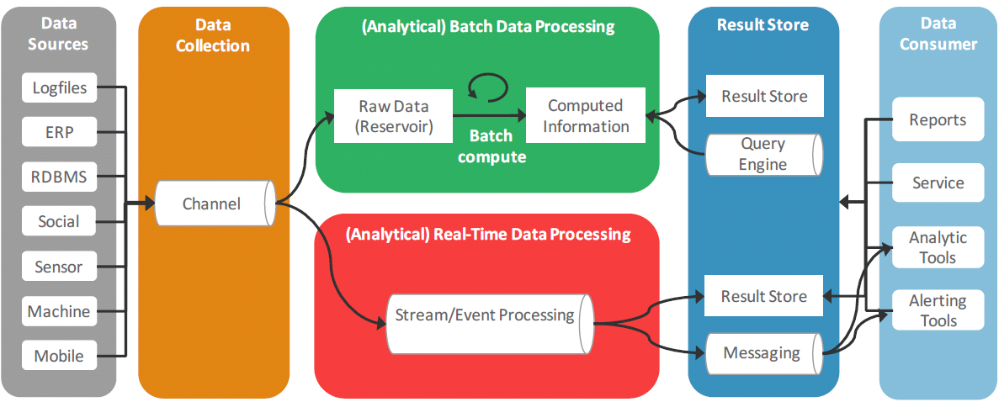 Data
Sources
Logfiles
ERP
RDBMS
Social
Sensor
Machine
Mobile
Data
Collection
Channel
(Analytical) Batch Data Processing
Raw Data
(Reservoir)
Batch
compute
Computed
Information
(Analytical) Real-Time Data Processing
Stream/Event Processing
Result Store
Result Store
Query
Engine
Result Store
Messaging
Data
Consumer
Reports
Service
Analytic
Tools
Alerting
Tools